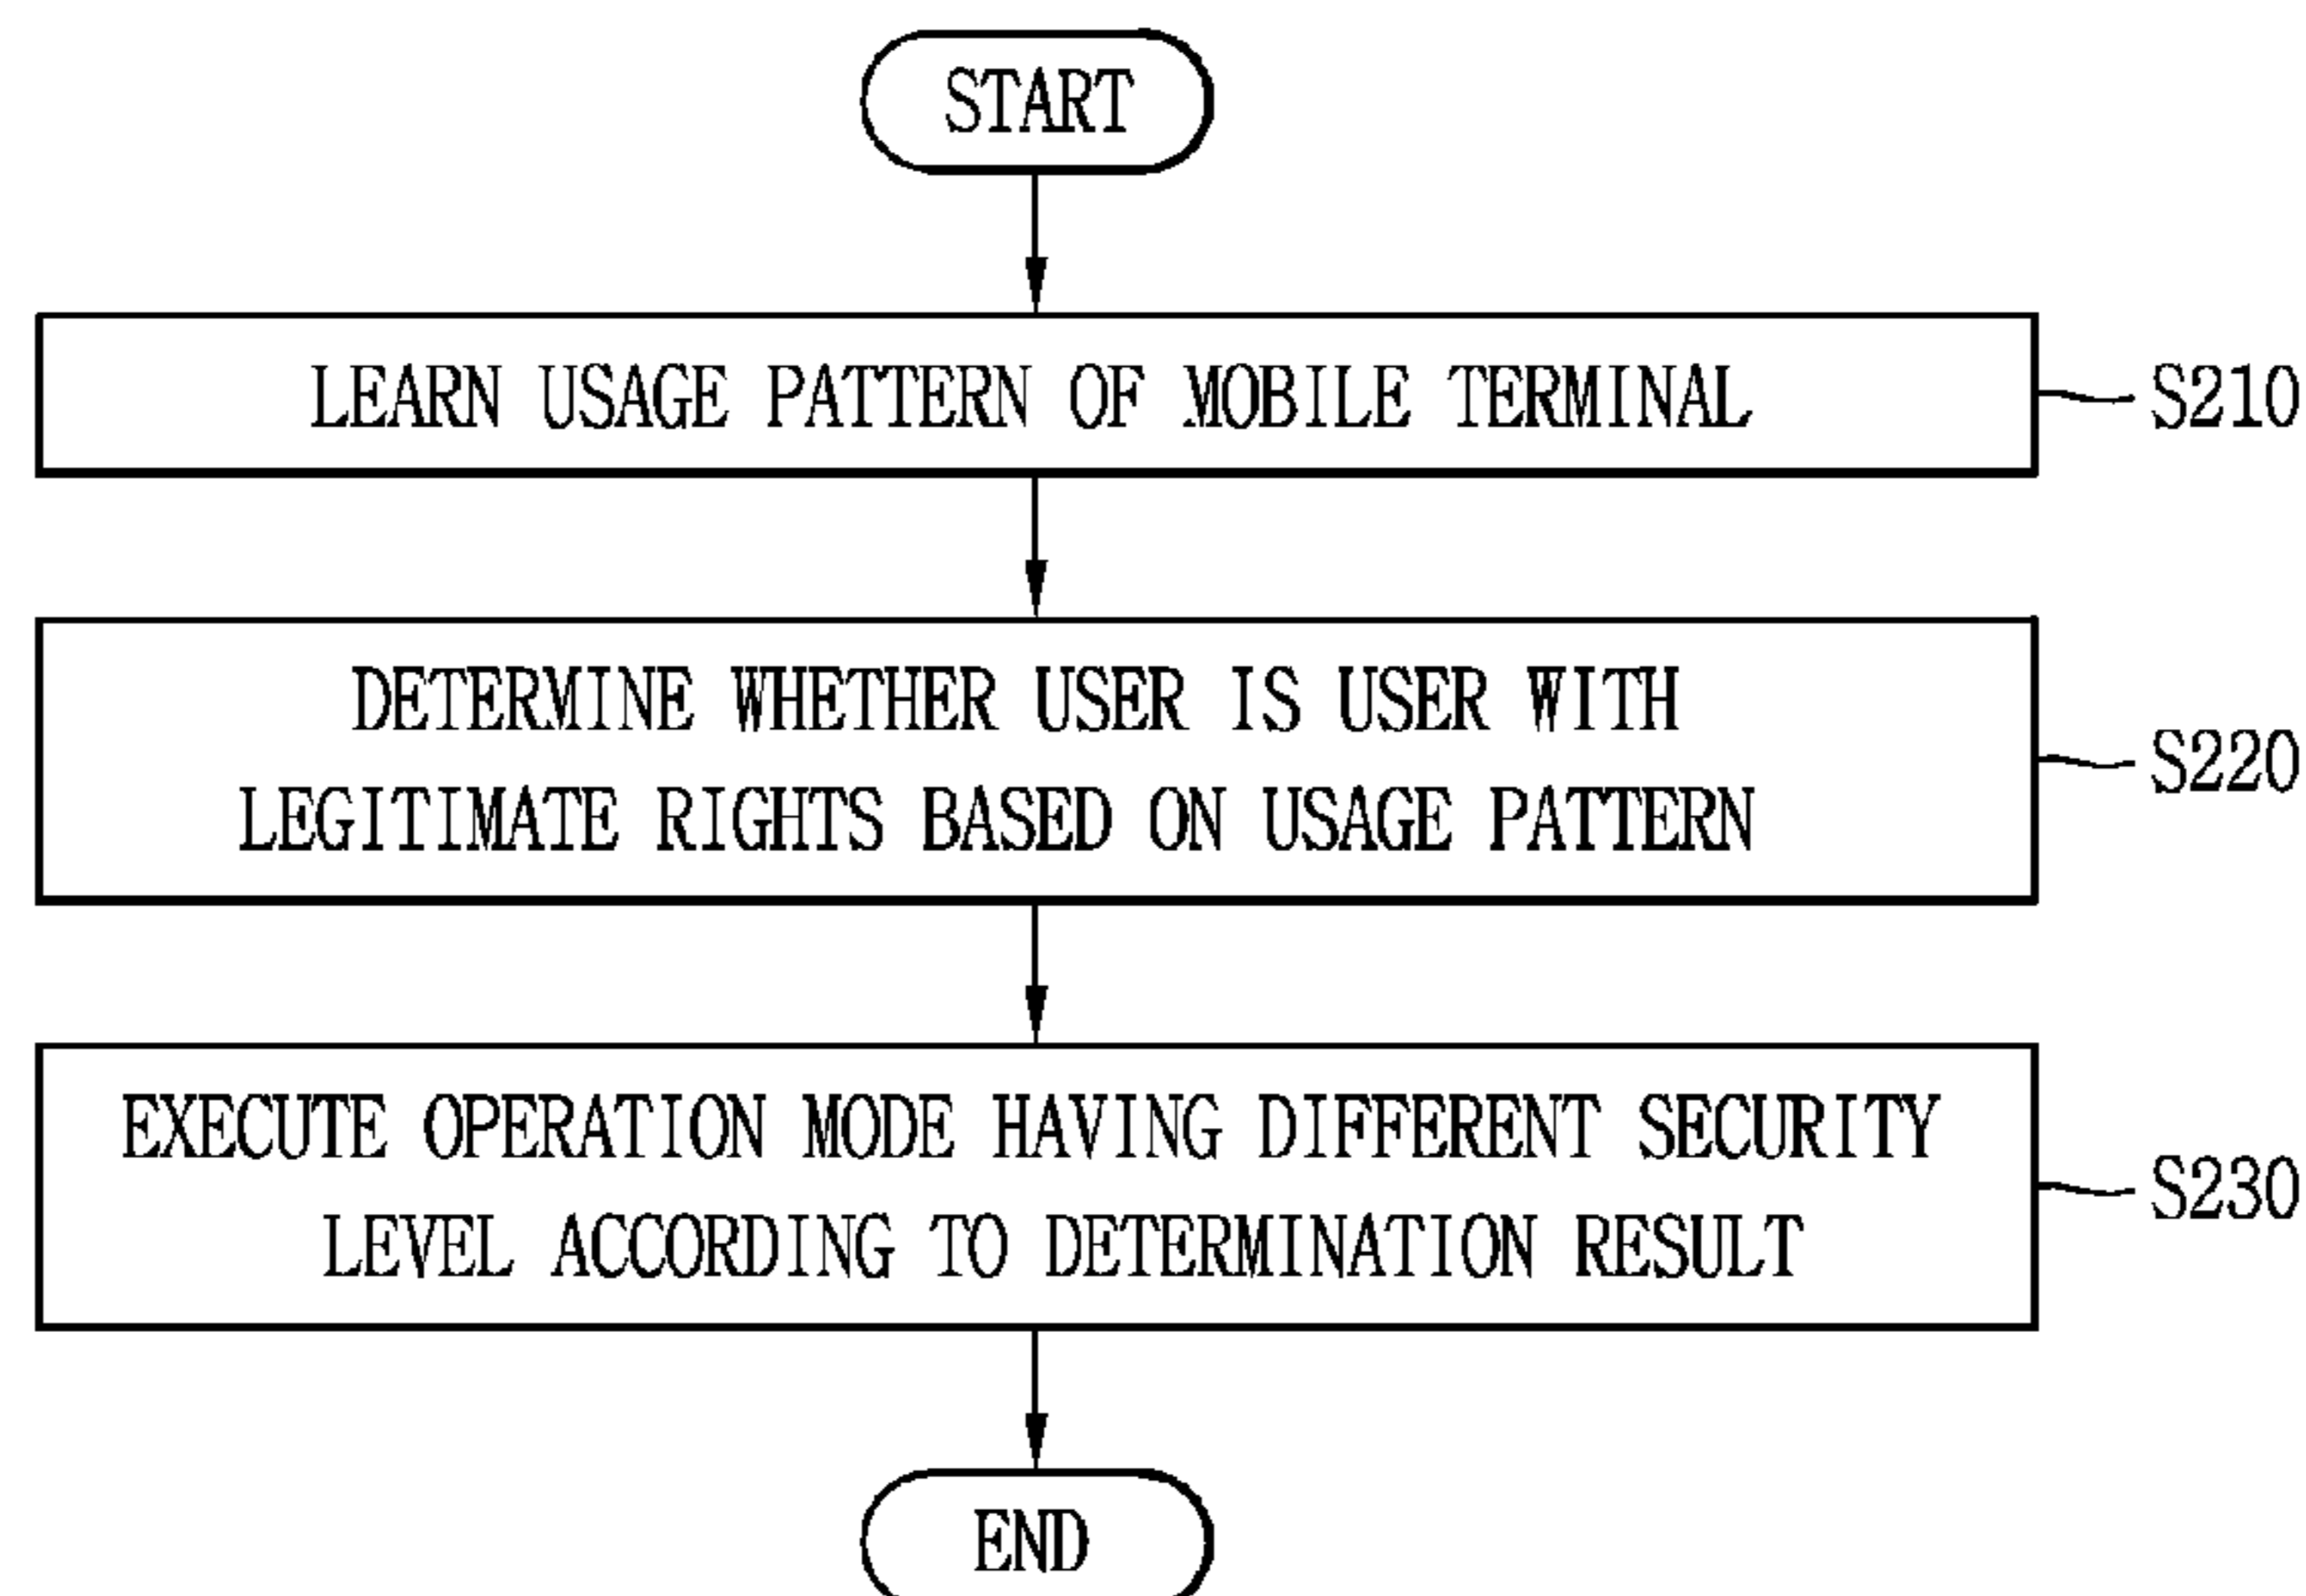 START
LEARN USAGE PATTERN OF MOBILE TERMINAL
S210
DETERMINE WHETHER USER IS USER WITH
LEGITIMATE RIGHTS BASED ON USAGE PATTERN
S220
EXECUTE OPERATION MODE HAVING DIFFERENT SECURITY
LEVEL ACCORDING TO DETERMINATION RESULT
S230
END